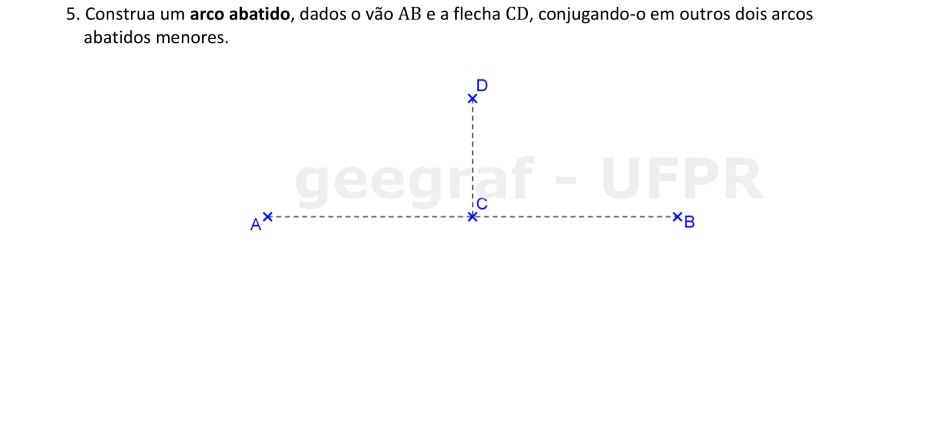 5. Construa um arco abatido, dados o vão AB e a flecha CD, conjugando-o em outros dois arcos
abatidos menores.
D
geegraf - UFPR
C
A
B